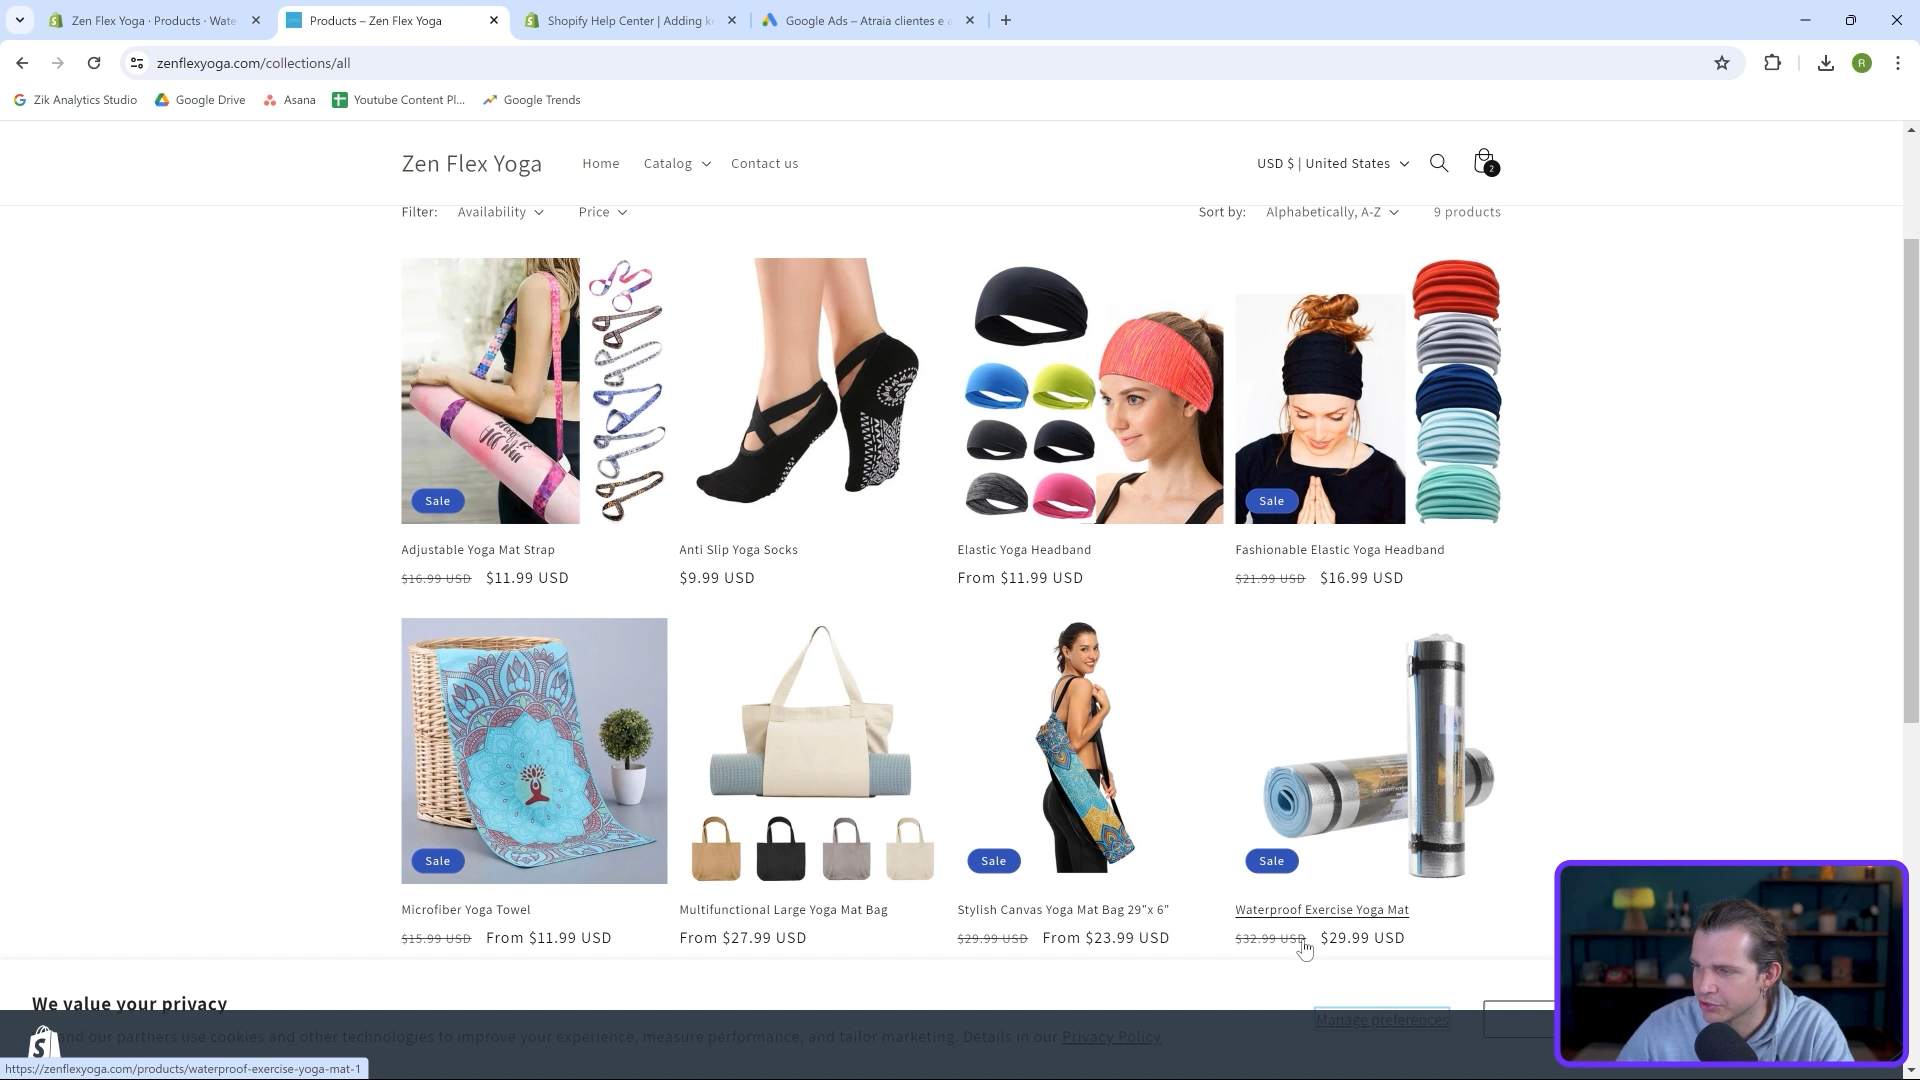 Zen Flex Yoga · Products · Wate
Products – Zen Flex Yoga
Shopify Help Center | Adding k
Google Ads – Atraia clientes e a
zenflexyoga.com/collections/all
R
Zik Analytics Studio
Google Drive
Asana
Youtube Content Pl...
Google Trends
Zen Flex Yoga
Home
Catalog
Contact us
USD $ | United States
2
Filter:
Availability
Price
Sort by:
Alphabetically, A-Z
9 products
Sale
Sale
Adjustable Yoga Mat Strap
Anti Slip Yoga Socks
Elastic Yoga Headband
Fashionable Elastic Yoga Headband
$16.99 USD $11.99 USD
$9.99 USD
From $11.99 USD
$21.99 USD $16.99 USD
Sale
Sale
Sale
Microfiber Yoga Towel
Multifunctional Large Yoga Mat Bag
Stylish Canvas Yoga Mat Bag 29"x 6"
Waterproof Exercise Yoga Mat
$15.99 USD From $11.99 USD
From $27.99 USD
$29.99 USD From $23.99 USD
$32.99 USD $29.99 USD
We value your privacy
Manage preferences
and our partners use cookies and other technologies to improve your experience, measure performance, and tailor marketing. Details in our Privacy Policy
https://zenflexyoga.com/products/waterproof-exercise-yoga-mat-1